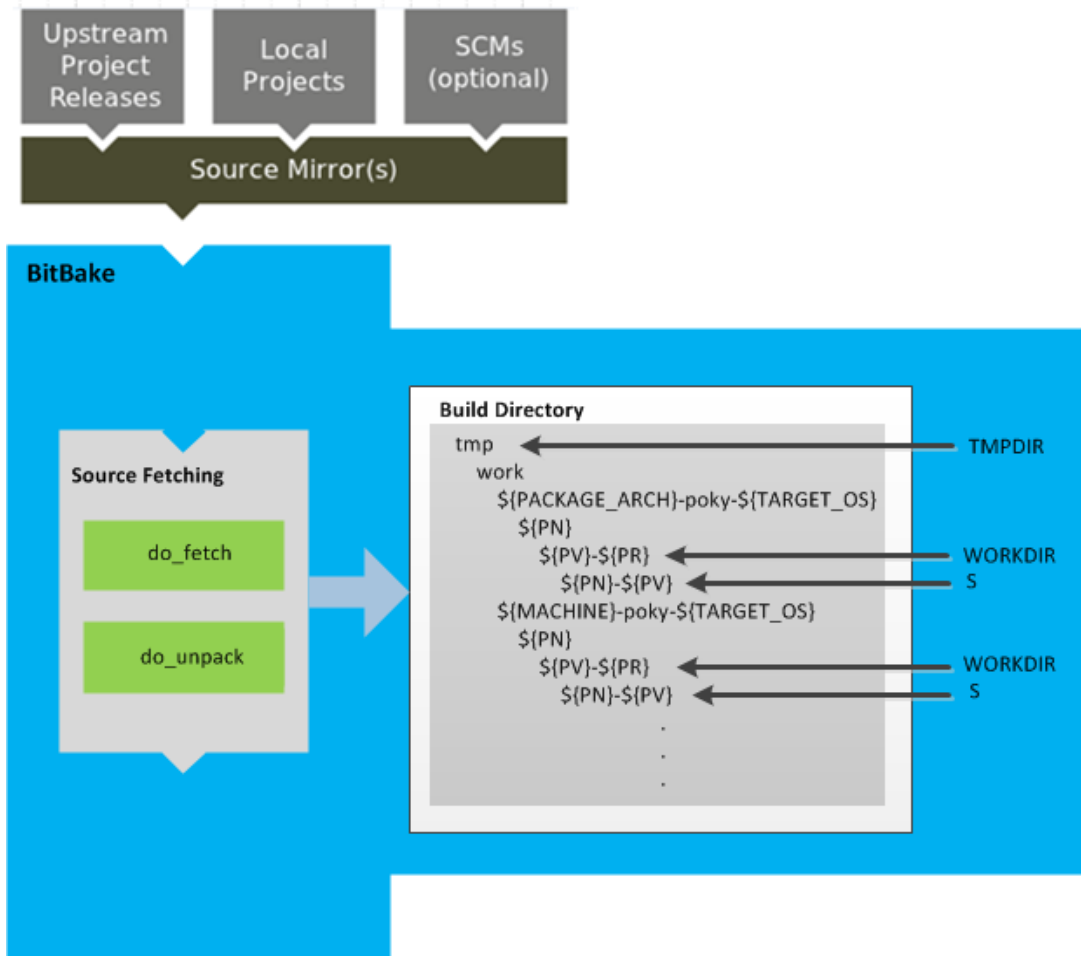 Upstream
Project
Releases
Local
Projects
SCMs
(optional)
Source Mirror(s)
BitBake
Source Fetching
do_fetch
do_unpack
Build Directory
tmp
TMPDIR
work
${PACKAGE_ARCH}-poky-${TARGET_OS}
${PN}
${PV}-${PR}
WORKDIR
${PN}-${PV}
S
${MACHINE}-poky-${TARGET_OS}
${PN}
${PV}-${PR}
WORKDIR
${PN}-${PV}
S
.
.
.